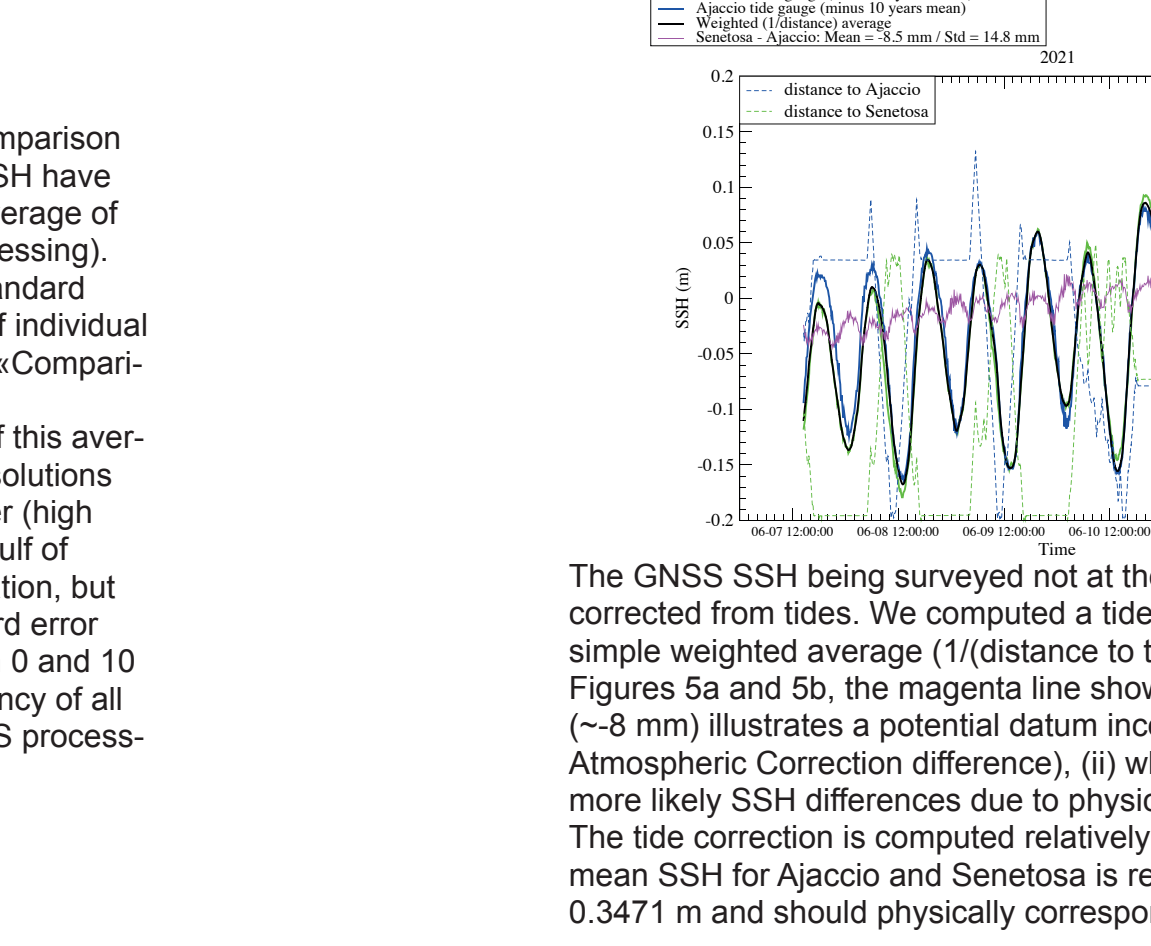 mparison
SH have
erage of
essing).
andard
f individual
«Compari-
f this aver-
solutions
r (high
ulf of
tion, but
rd error
0 and 10
ncy of all
S process-
Ajaccio tide gauge (minus 10 years mean)
Weighted (1/distance) average
Senetosa - Ajaccio: Mean = -8.5 mm / Std = 14.8 mm
2021
distance to Ajaccio
distance to Senetosa
SSH (m)
0.2
0.15
0.1
0.05
0
-0.05
-0.1
-0.15
-0.2
06-07 12:00:00 06-08 12:00:00 06-09 12:00:00 06-10 12:00:00
Time
The GNSS SSH being surveyed not at the
corrected from tides. We computed a tide
simple weighted average (1/(distance to t
Figures 5a and 5b, the magenta line show
(~-8 mm) illustrates a potential datum inc
Atmospheric Correction difference), (ii) w
more likely SSH differences due to physic
The tide correction is computed relatively
mean SSH for Ajaccio and Senetosa is re
0.3471 m and should physically correspo